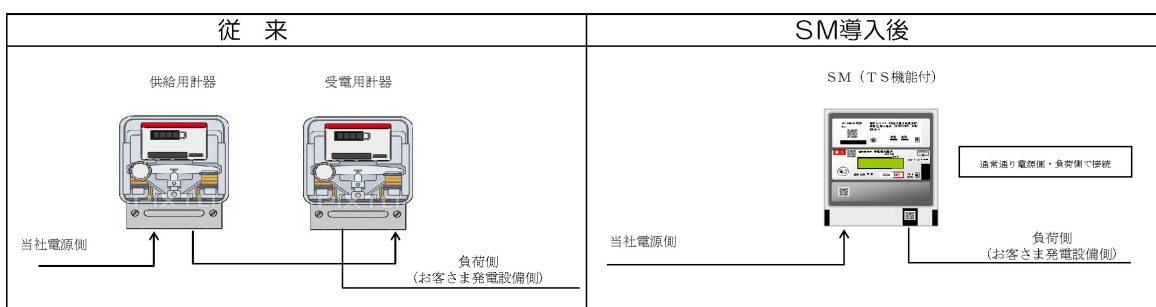 従　来
SM導入後
供給用計器
受電用計器
当社電源側
負荷側
(お客さま発電設備側)
SM（TS機能付）
通常通り電源側・負荷側で接続
当社電源側
負荷側
(お客さま発電設備側)